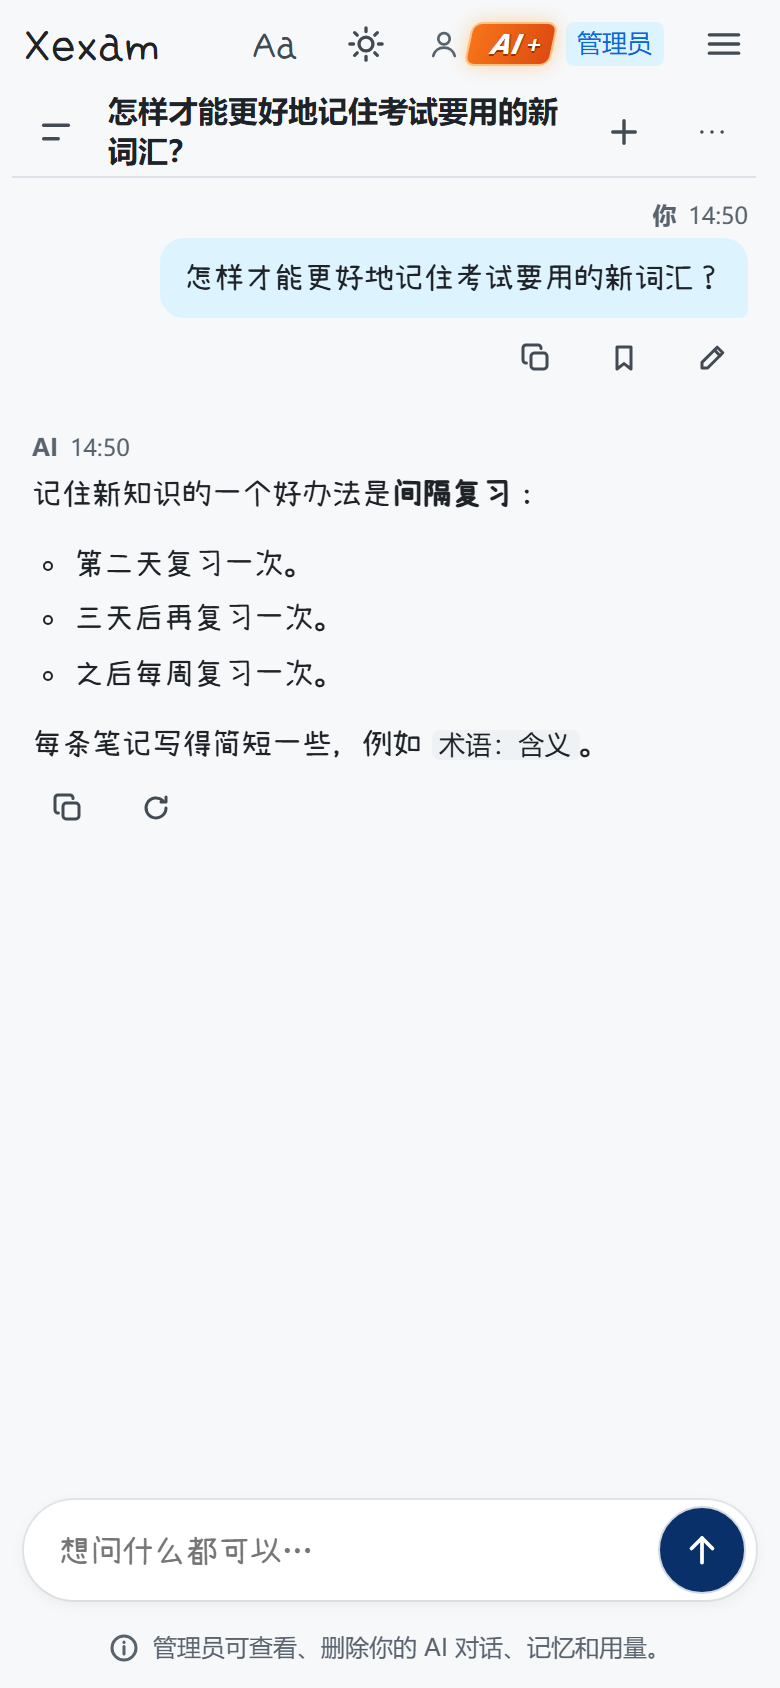 Xexam Aa AI+ 管理员
怎样才能更好地记住考试要用的新
词汇？
你 14:50
怎样才能更好地记住考试要用的新词汇？
AI 14:50
记住新知识的一个好办法是间隔复习：
第二天复习一次。
三天后再复习一次。
之后每周复习一次。
每条笔记写得简短一些，例如 术语：含义。
想问什么都可以…
管理员可查看、删除你的 AI 对话、记忆和用量。